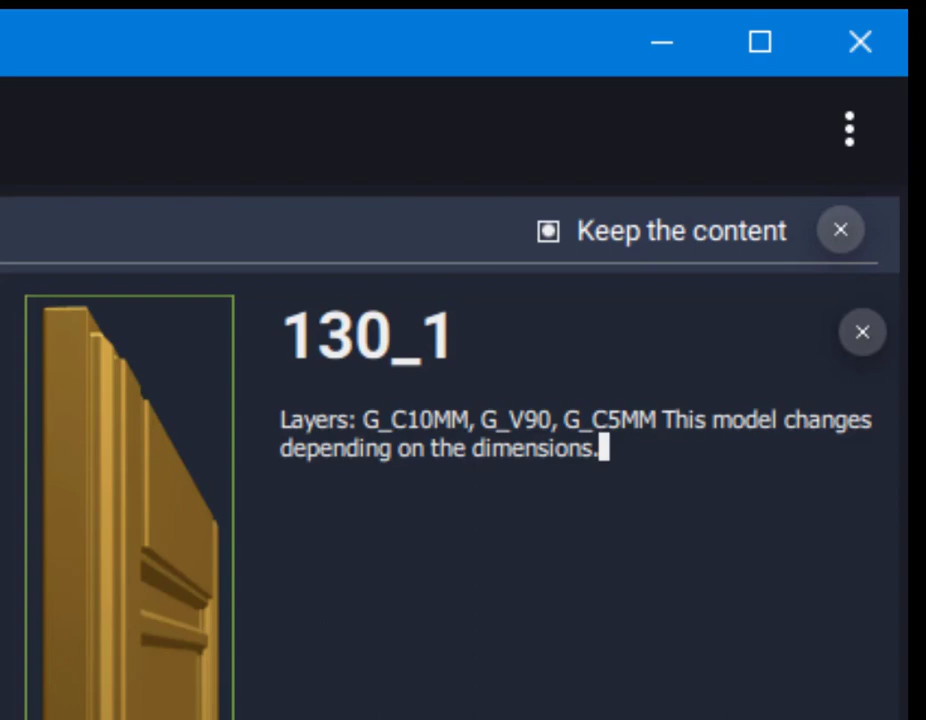 Keep the content
130_1
Layers: G_C10MM, G_V90, G_C5MM This model changes
depending on the dimensions.